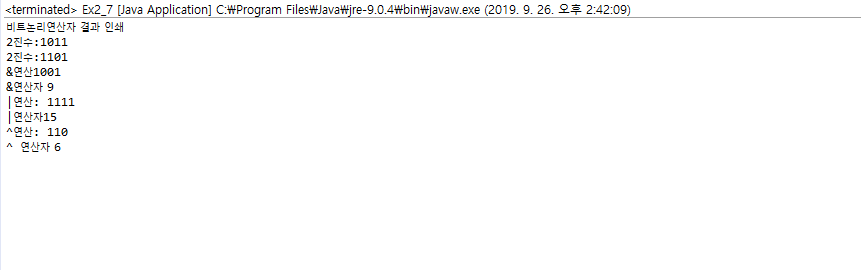 <terminated> Ex2_7 [Java Application] C:₩Program Files₩Java₩jre-9.0.4₩bin₩javaw.exe (2019. 9. 26. 오후 2:42:09)
비트논리연산자 결과 인쇄
2진수:1011
2진수:1101
&연산1001
&연산자 9
|연산: 1111
|연산자15
^연산: 110
^ 연산자 6